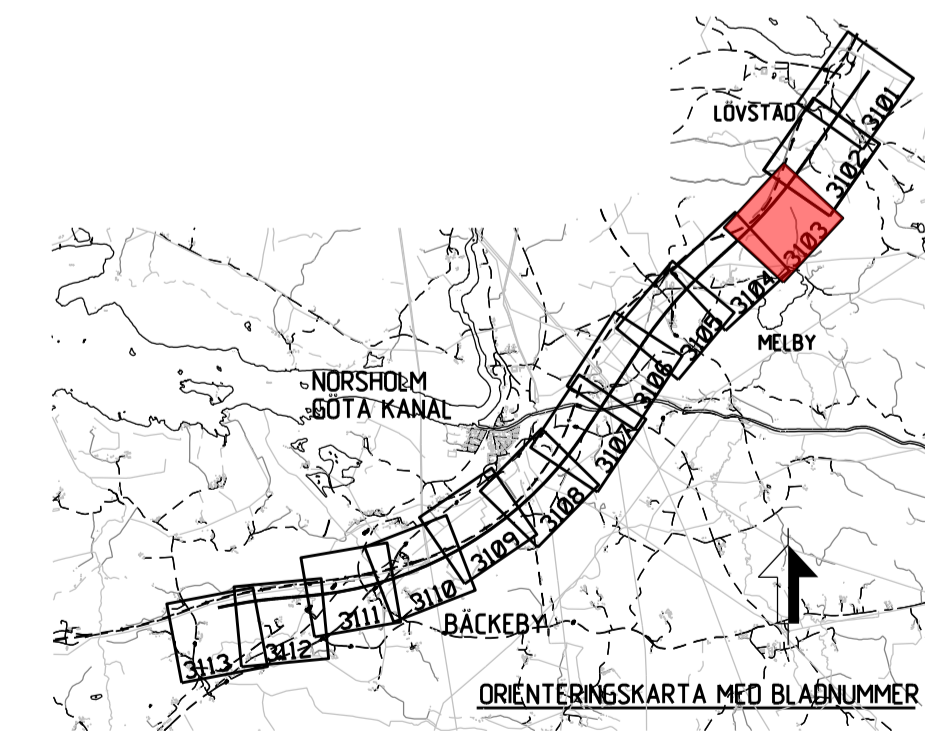 LÖVSTAD
3101
3102
3103
3104
3105
3106
3107
3108
3109
3110
3111
3112
3113
MELBY
NORSHOLM
GÖTA KANAL
BÄCKEBY
ORIENTERINGSKARTA MED BLADNUMMER